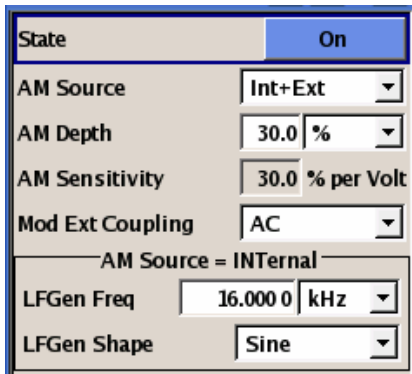 State On
AM Source Int+Ext
AM Depth 30.0 %
AM Sensitivity 30.0 % per Volt
Mod Ext Coupling AC
AM Source = INTernal
LFGen Freq 16.000 0 kHz
LFGen Shape Sine